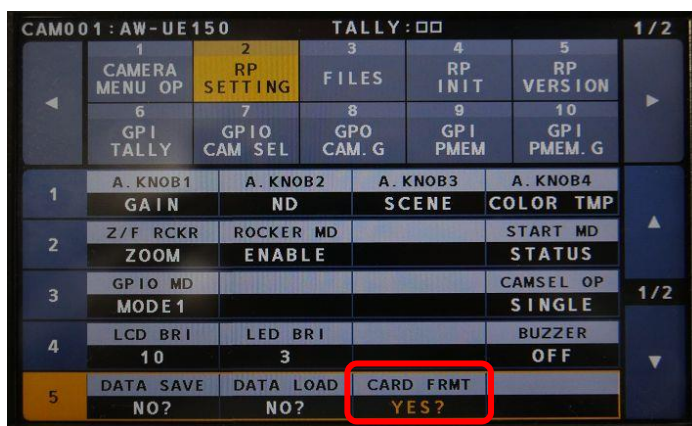 CAM001:AW-UE150 TALLY:□□ 1/2
1 2 3 4 5
CAMERA MENU OP RP SETTING FILES RP INIT RP VERSION
◀ ▶
6 7 8 9 10
GPI TALLY GPIO CAM SEL GPO CAM.G GPI PMEM GPI PMEM.G
1 A.KNOB1 A.KNOB2 A.KNOB3 A.KNOB4
GAIN ND SCENE COLOR TMP
▲
2 Z/F RCKR ROCKER MD START MD
ZOOM ENABLE STATUS
3 GPIO MD CAMSEL OP
MODE1 SINGLE
1/2
4 LCD BRI LED BRI BUZZER
10 3 OFF
▼
5 DATA SAVE DATA LOAD CARD FRMT
NO? NO? YES?